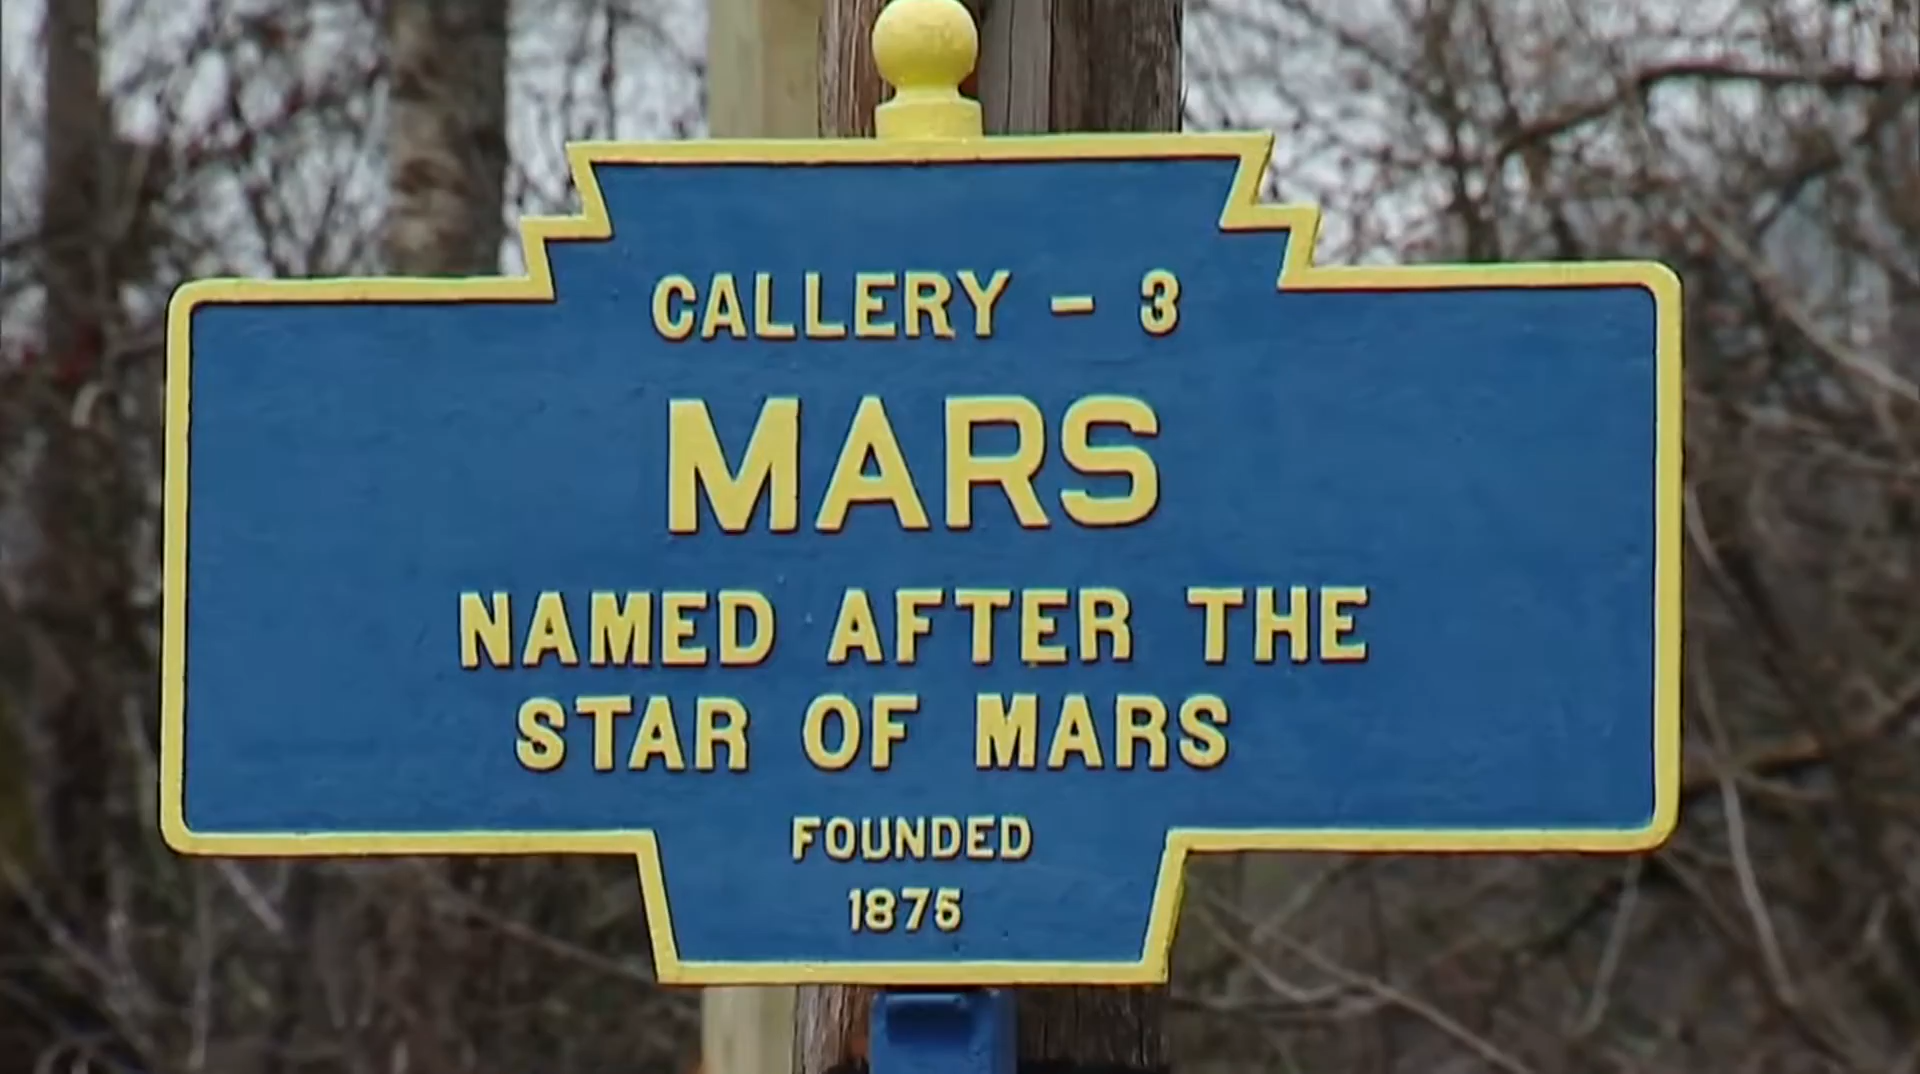 CALLERY - 3
MARS
NAMED AFTER THE
STAR OF MARS
FOUNDED
1875